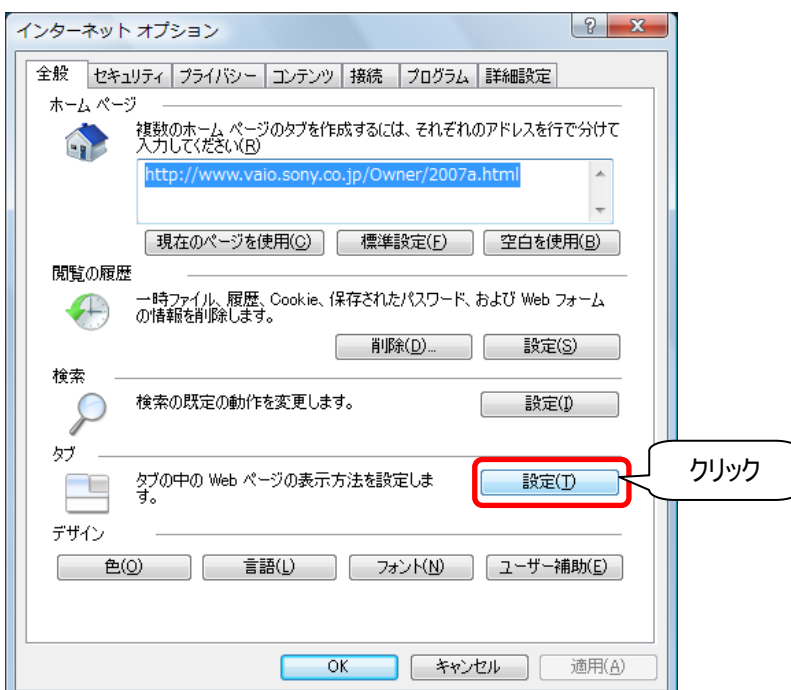 インターネット オプション
全般 セキュリティ プライバシー コンテンツ 接続 プログラム 詳細設定
ホーム ページ
複数のホーム ページのタブを作成するには、それぞれのアドレスを行で分けて
入力してください(R)
http://www.vaio.sony.co.jp/Owner/2007a.html
現在のページを使用(C) 標準設定(F) 空白を使用(B)
閲覧の履歴
一時ファイル、履歴、Cookie、保存されたパスワード、および Web フォーム
の情報を削除します。
削除(D)... 設定(S)
検索
検索の既定の動作を変更します。 設定(I)
タブ
タブの中の Web ページの表示方法を設定しま
す。
設定(T)
クリック
デザイン
色(O) 言語(L) フォント(N) ユーザー補助(E)
OK キャンセル 適用(A)